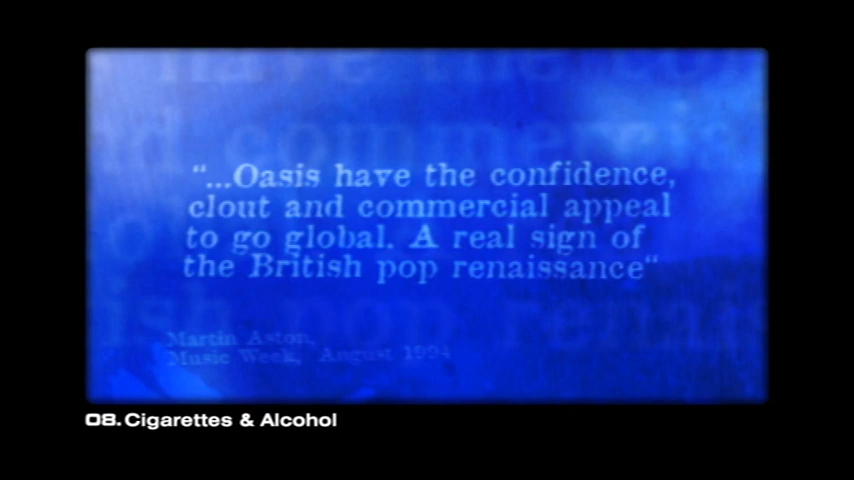 “...Oasis have the confidence,
clout and commercial appeal
to go global. A real sign of
the British pop renaissance“
Martin Aston,
Music Week, August 1994
08. Cigarettes & Alcohol